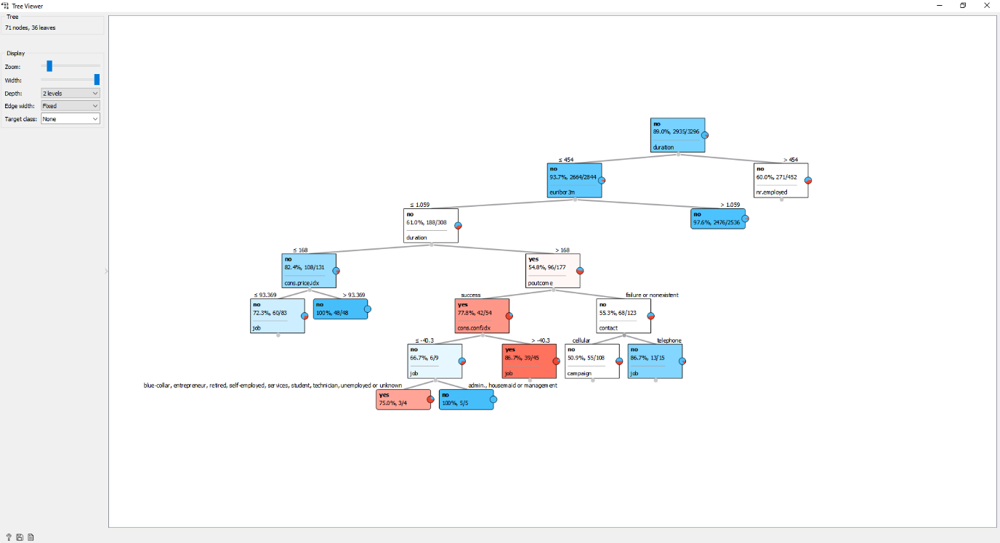 Tree Viewer
Tree
71 nodes, 36 leaves
Display
Zoom:
Width:
Depth: 2 levels
Edge width: Fixed
Target class: None
no
89.0%, 2935/3296
duration
≤ 454
> 454
no
93.7%, 2664/2844
euribor3m
no
60.0%, 271/452
nr.employed
≤ 1.059
> 1.059
no
61.0%, 188/308
duration
no
97.6%, 2476/2536
≤ 168
> 168
no
82.4%, 108/131
cons.price.idx
yes
54.8%, 96/177
poutcome
≤ 93.369
> 93.369
success
failure or nonexistent
no
72.3%, 60/83
job
no
100%, 48/48
yes
77.8%, 42/54
cons.conf.idx
no
55.3%, 68/123
contact
≤ -40.3
> -40.3
cellular
telephone
no
66.7%, 6/9
job
yes
86.7%, 39/45
job
no
50.9%, 55/108
campaign
no
86.7%, 13/15
job
blue-collar, entrepreneur, retired, self-employed, services, student, technician, unemployed or unknown
admin., housemaid or management
yes
75.0%, 3/4
no
100%, 5/5